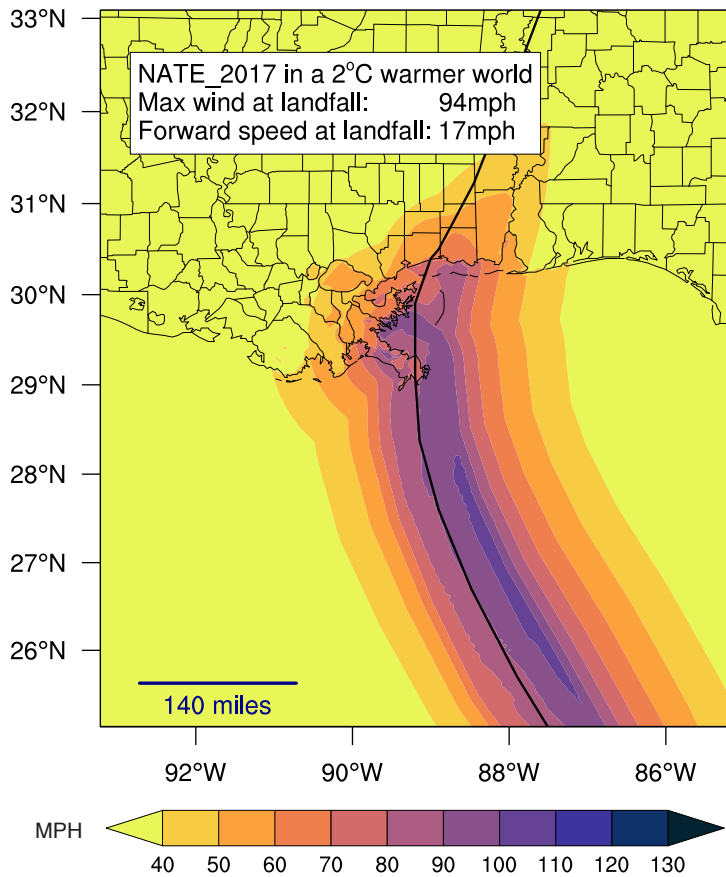 33°N
NATE_2017 in a 2°C warmer world
32°N
Max wind at landfall: 94mph
Forward speed at landfall: 17mph
31°N
30°N
29°N
28°N
27°N
26°N
140 miles
92°W 90°W 88°W 86°W
MPH
40 50 60 70 80 90 100 110 120 130